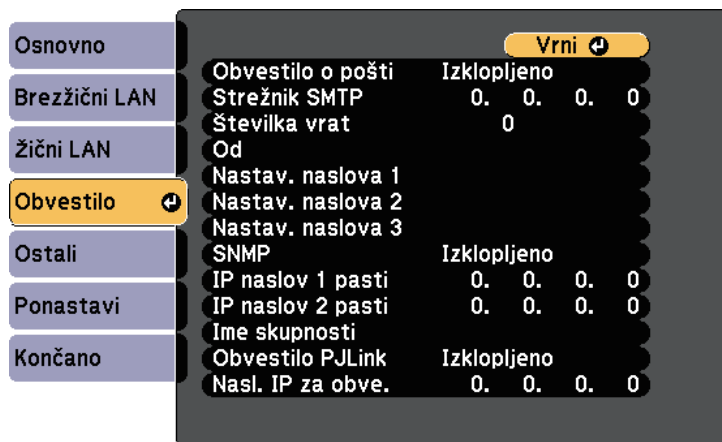 Osnovno
Brezžični LAN
Žični LAN
Obvestilo
Ostali
Ponastavi
Končano
Vrni
Obvestilo o pošti Izklopljeno
Strežnik SMTP 0. 0. 0. 0
Številka vrat 0
Od
Nastav. naslova 1
Nastav. naslova 2
Nastav. naslova 3
SNMP Izklopljeno
IP naslov 1 pasti 0. 0. 0. 0
IP naslov 2 pasti 0. 0. 0. 0
Ime skupnosti
Obvestilo PJLink Izklopljeno
Nasl. IP za obve. 0. 0. 0. 0